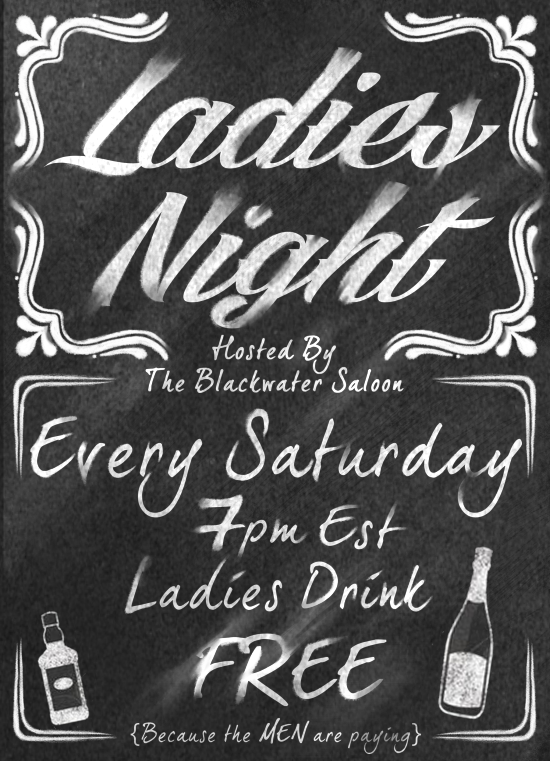 Ladies
Night
Hosted By
The Blackwater Saloon
Every Saturday
7pm Est
Ladies Drink
FREE
{Because the MEN are paying}